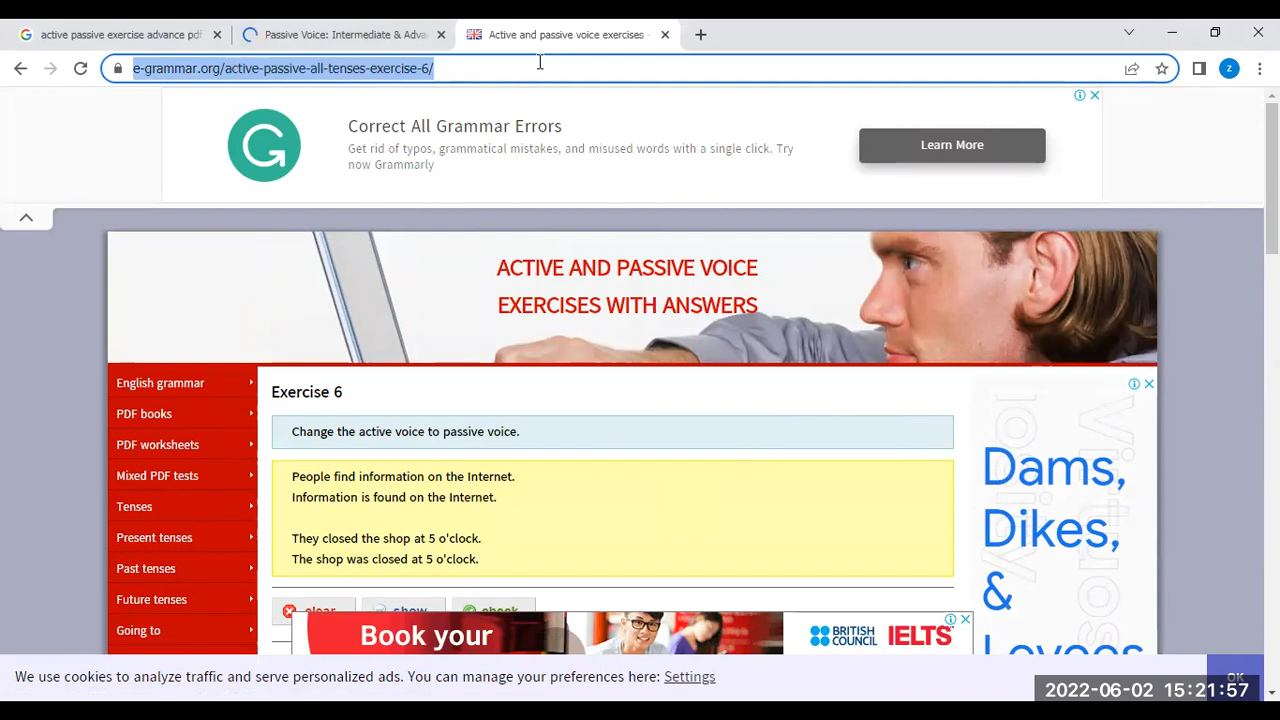 active passive exercise advance pdf
Passive Voice: Intermediate & Adva
Active and passive voice exercises -
e-grammar.org/active-passive-all-tenses-exercise-6/
z
Correct All Grammar Errors
Get rid of typos, grammatical mistakes, and misused words with a single click. Try
now Grammarly
Learn More
ACTIVE AND PASSIVE VOICE
EXERCISES WITH ANSWERS
English grammar
PDF books
PDF worksheets
Mixed PDF tests
Tenses
Present tenses
Past tenses
Future tenses
Going to
Exercise 6
Change the active voice to passive voice.
People find information on the Internet.
Information is found on the Internet.
They closed the shop at 5 o'clock.
The shop was closed at 5 o'clock.
clear
show
check
Dams,
Dikes,
&
Levees
Book your
BRITISH
COUNCIL
IELTS
We use cookies to analyze traffic and serve personalized ads. You can manage your preferences here: Settings
OK
2022-06-02 15:21:57